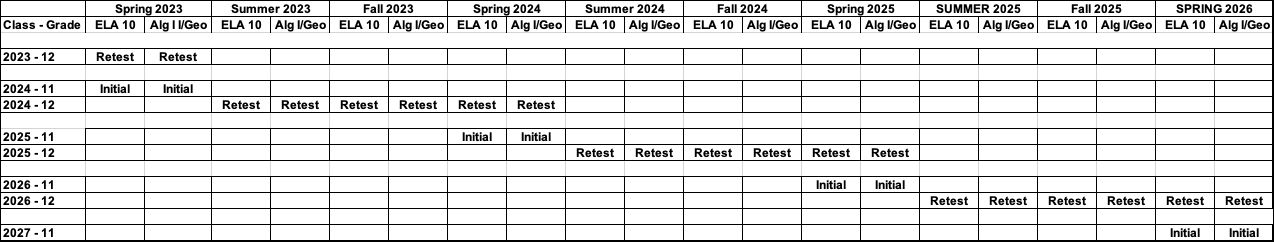 Spring 2023 Summer 2023 Fall 2023 Spring 2024 Summer 2024 Fall 2024 Spring 2025 SUMMER 2025 Fall 2025 SPRING 2026
Class - Grade ELA 10 Alg I I/Geo ELA 10 Alg I/Geo ELA 10 Alg I/Geo ELA 10 Alg I/Geo ELA 10 Alg I/Geo ELA 10 Alg I/Geo ELA 10 Alg I/Geo ELA 10 Alg I/Geo ELA 10 Alg I/Geo ELA 10 Alg I/Geo
2023 - 12 Retest Retest
2024 - 11 Initial Initial
2024 - 12 Retest Retest Retest Retest Retest Retest
2025 - 11 Initial Initial
2025 - 12 Retest Retest Retest Retest Retest Retest
2026 - 11 Initial Initial
2026 - 12 Retest Retest Retest Retest Retest Retest
2027 - 11 Initial Initial